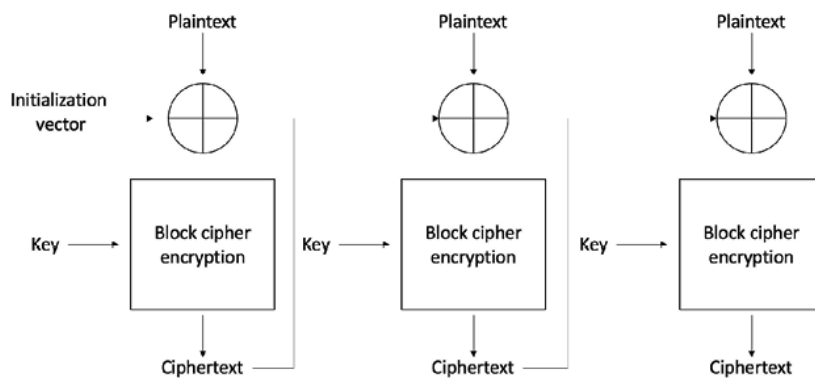 Plaintext
Plaintext
Plaintext
Initialization
vector
Key
Block cipher
encryption
Key
Block cipher
encryption
Key
Block cipher
encryption
Ciphertext
Ciphertext
Ciphertext